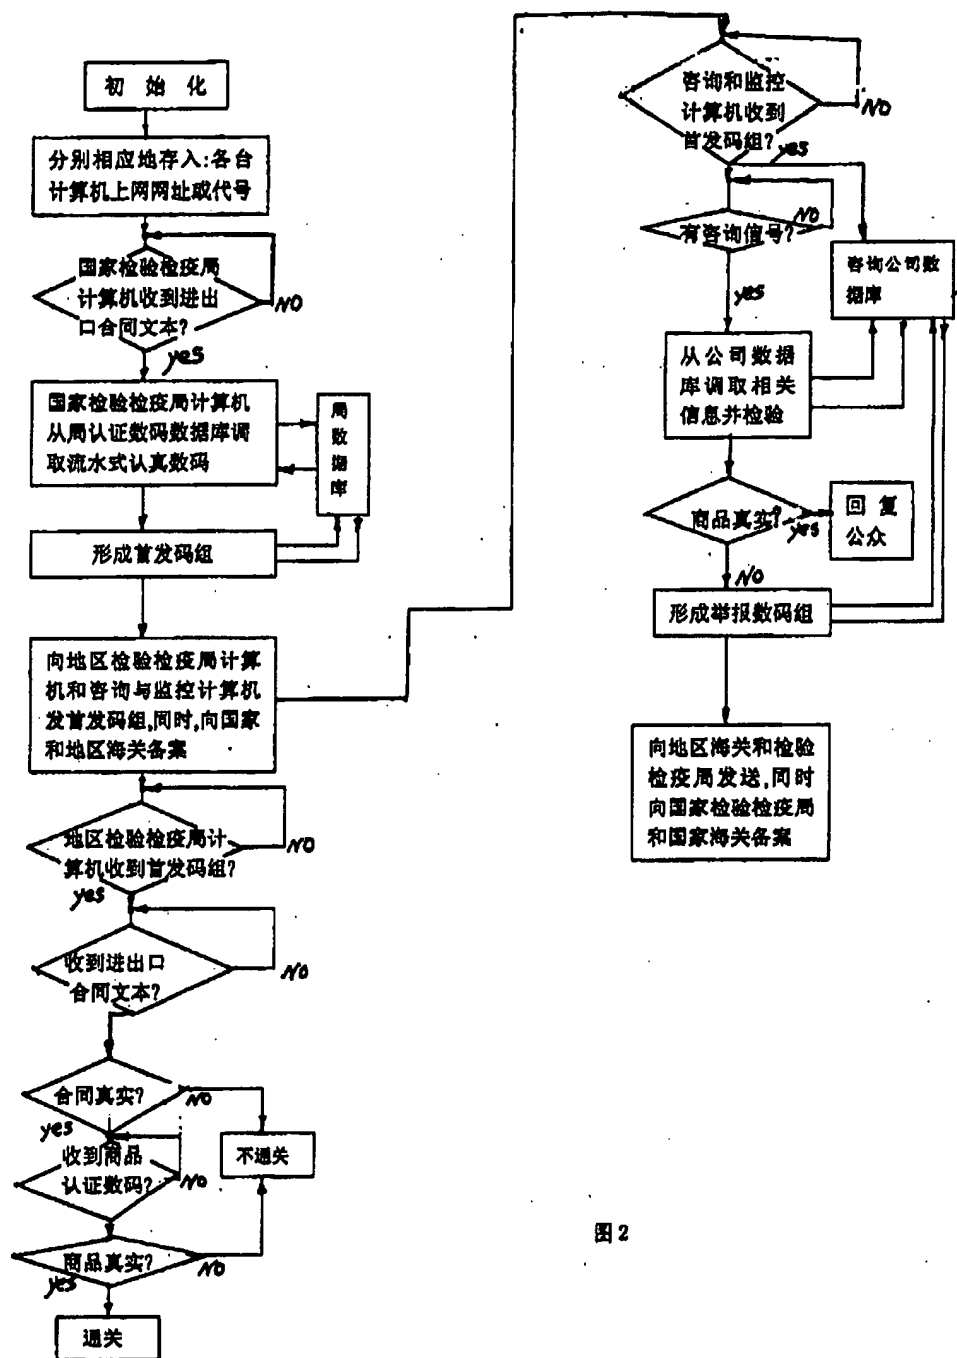 初 始 化
分别相应地存入:各台
计算机上网网址或代号
国家检验检疫局
计算机收到进出
口合同文本?
NO
yes
国家检验检疫局计算机
从局认证数码数据库调
取流水式认真数码
局
数
据
库
形成首发码组
向地区检验检疫局计算
机和咨询与监控计算机
发首发码组,同时,向国家
和地区海关备案
地区检验检疫局计
算机收到首发码组?
NO
yes
收到进出口
合同文本?
NO
合同真实?
NO
yes
收到商品
认证数码?
NO
不通关
商品真实?
NO
yes
通关
咨询和监控
计算机收到
首发码组?
NO
yes
有咨询信号?
NO
yes
咨询公司数
据库
从公司数据
库调取相关
信息并检验
商品真实?
yes
回 复
公众
NO
形成举报数码组
向地区海关和检验
检疫局发送,同时
向国家检验检疫局
和国家海关备案
图2